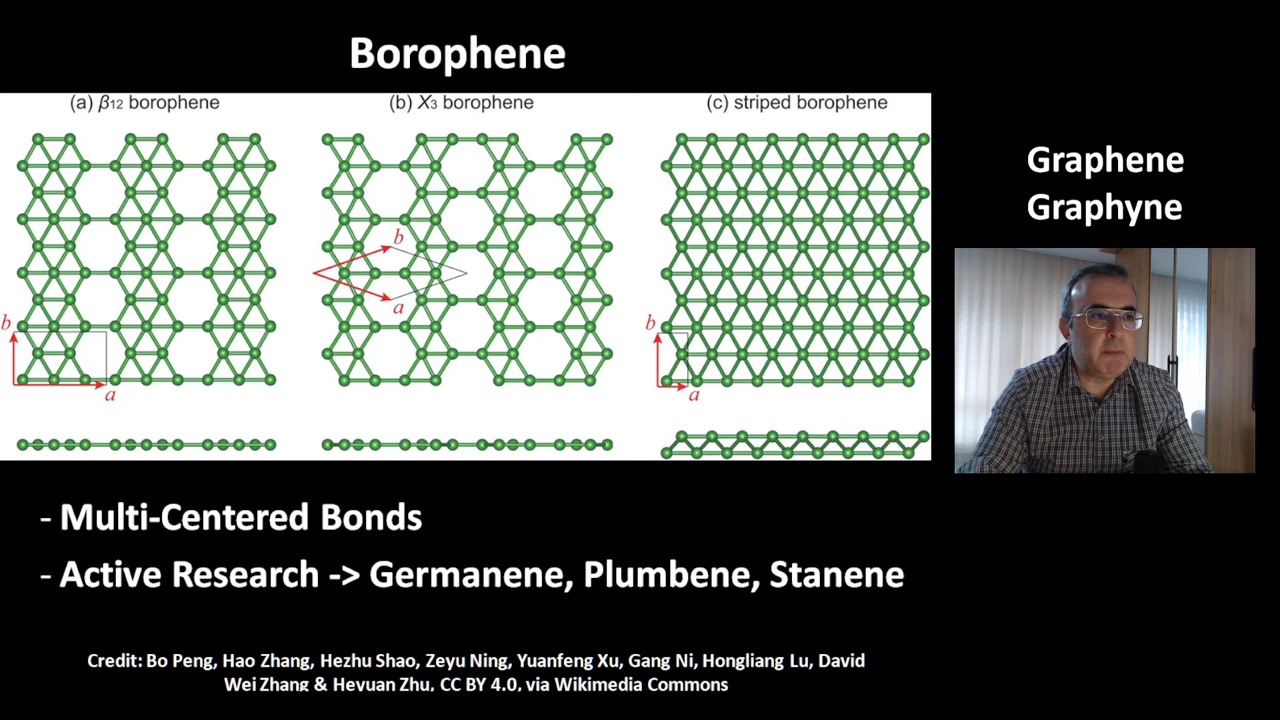 Borophene
(a) β12 borophene
(b) X3 borophene
(c) striped borophene
b
a
b
a
b
a
Graphene
Graphyne
- Multi-Centered Bonds
- Active Research -> Germanene, Plumbene, Stanene
Credit: Bo Peng, Hao Zhang, Hezhu Shao, Zeyu Ning, Yuanfeng Xu, Gang Ni, Hongliang Lu, David
Wei Zhang & Heyuan Zhu, CC BY 4.0, via Wikimedia Commons